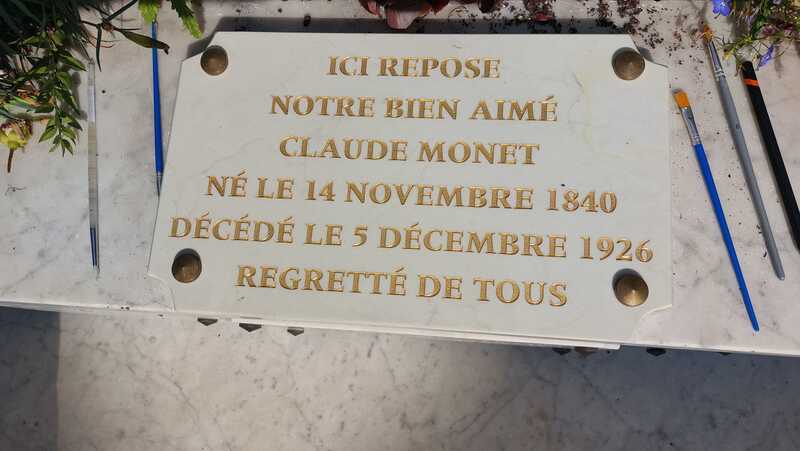 ICI REPOSE
NOTRE BIEN AIMÉ
CLAUDE MONET
NÉ LE 14 NOVEMBRE 1840
DÉCÉDÉ LE 5 DÉCEMBRE 1926
REGRETTÉ DE TOUS